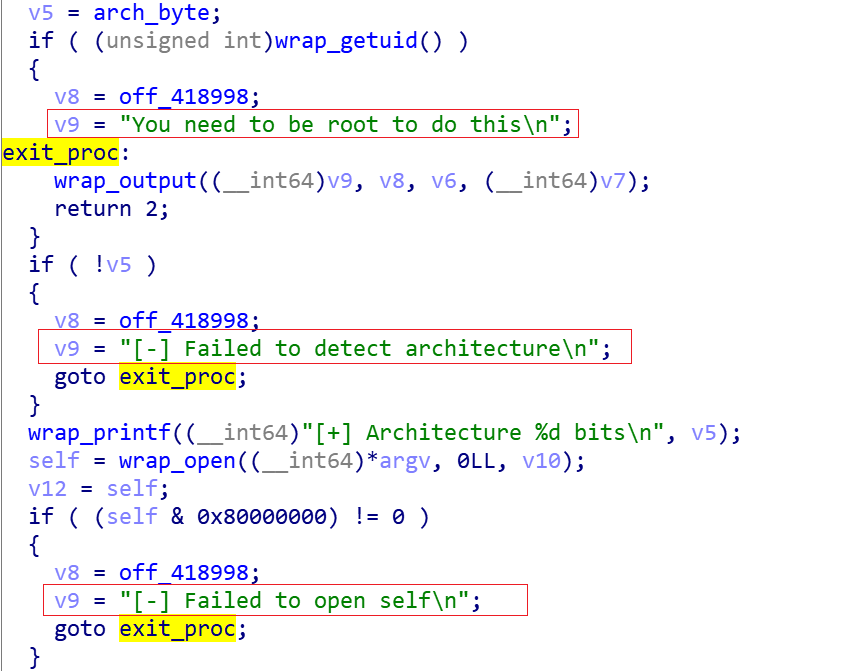 v5 = arch_byte;
if ( (unsigned int)wrap_getuid() )
{
v8 = off_418998;
v9 = "You need to be root to do this\n";
exit_proc:
wrap_output((__int64)v9, v8, v6, (__int64)v7);
return 2;
}
if ( !v5 )
{
v8 = off_418998;
v9 = "[-] Failed to detect architecture\n";
goto exit_proc;
}
wrap_printf((__int64)"[+] Architecture %d bits\n", v5);
self = wrap_open((__int64)*argv, 0LL, v10);
v12 = self;
if ( (self & 0x80000000) != 0 )
{
v8 = off_418998;
v9 = "[-] Failed to open self\n";
goto exit_proc;
}